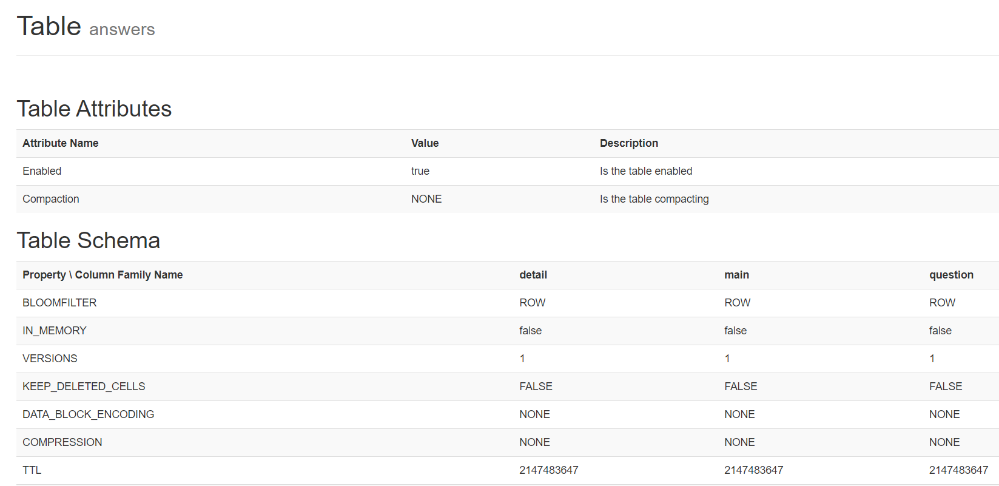 Table answers
Table Attributes
Attribute Name Value Description
Enabled true Is the table enabled
Compaction NONE Is the table compacting
Table Schema
Property \ Column Family Name detail main question
BLOOMFILTER ROW ROW ROW
IN_MEMORY false false false
VERSIONS 1 1 1
KEEP_DELETED_CELLS FALSE FALSE FALSE
DATA_BLOCK_ENCODING NONE NONE NONE
COMPRESSION NONE NONE NONE
TTL 2147483647 2147483647 2147483647